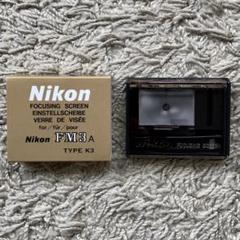 Nikon
FOCUSING SCREEN
EINSTELLSCHEIBE
VERRE DE VISÉE
for/für/pour
Nikon FM3A
TYPE K3